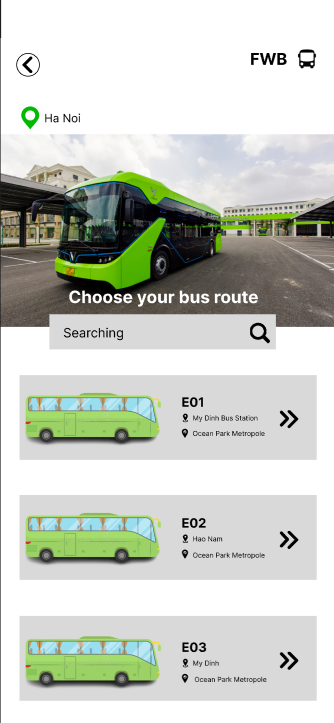 FWB
Ha Noi
Choose your bus route
Searching
E01
My Dinh Bus Station
Ocean Park Metropole
E02
Hao Nam
Ocean Park Metropole
E03
My Dinh
Ocean Park Metropole